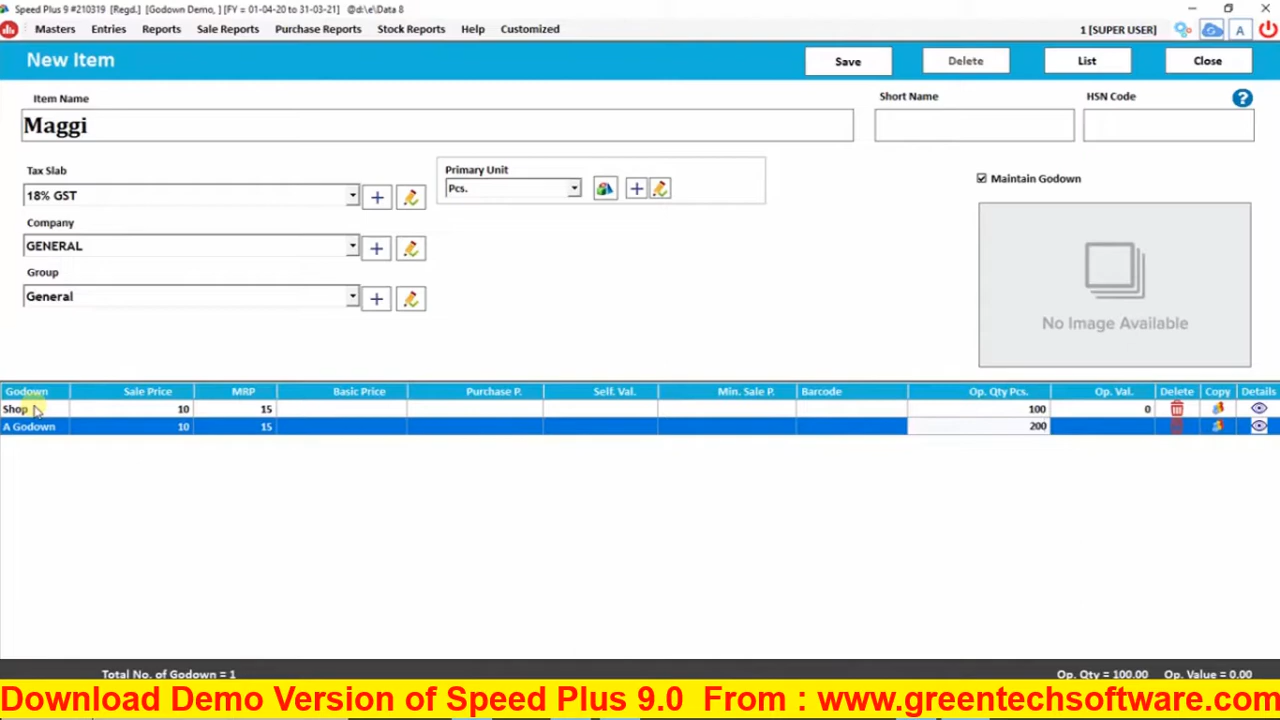 Speed Plus 9 #210319 [Regd.] [Godown Demo, ] [FY = 01-04-20 to 31-03-21] @d:\e\Data 8
Masters Entries Reports Sale Reports Purchase Reports Stock Reports Help Customized 1 [SUPER USER] A
New Item Save Delete List Close
Item Name Short Name HSN Code ?
Maggi
Tax Slab Primary Unit
18% GST Pcs. Maintain Godown
Company
GENERAL
Group
General
No Image Available
Godown Sale Price MRP Basic Price Purchase P. Self. Val. Min. Sale P. Barcode Op. Qty Pcs. Op. Val. Delete Copy Details
Shop 10 15 100 0
A Godown 10 15 200
Total No. of Godown = 1 Op. Qty = 100.00 Op. Value = 0.00
Download Demo Version of Speed Plus 9.0 From : www.greentechsoftware.com